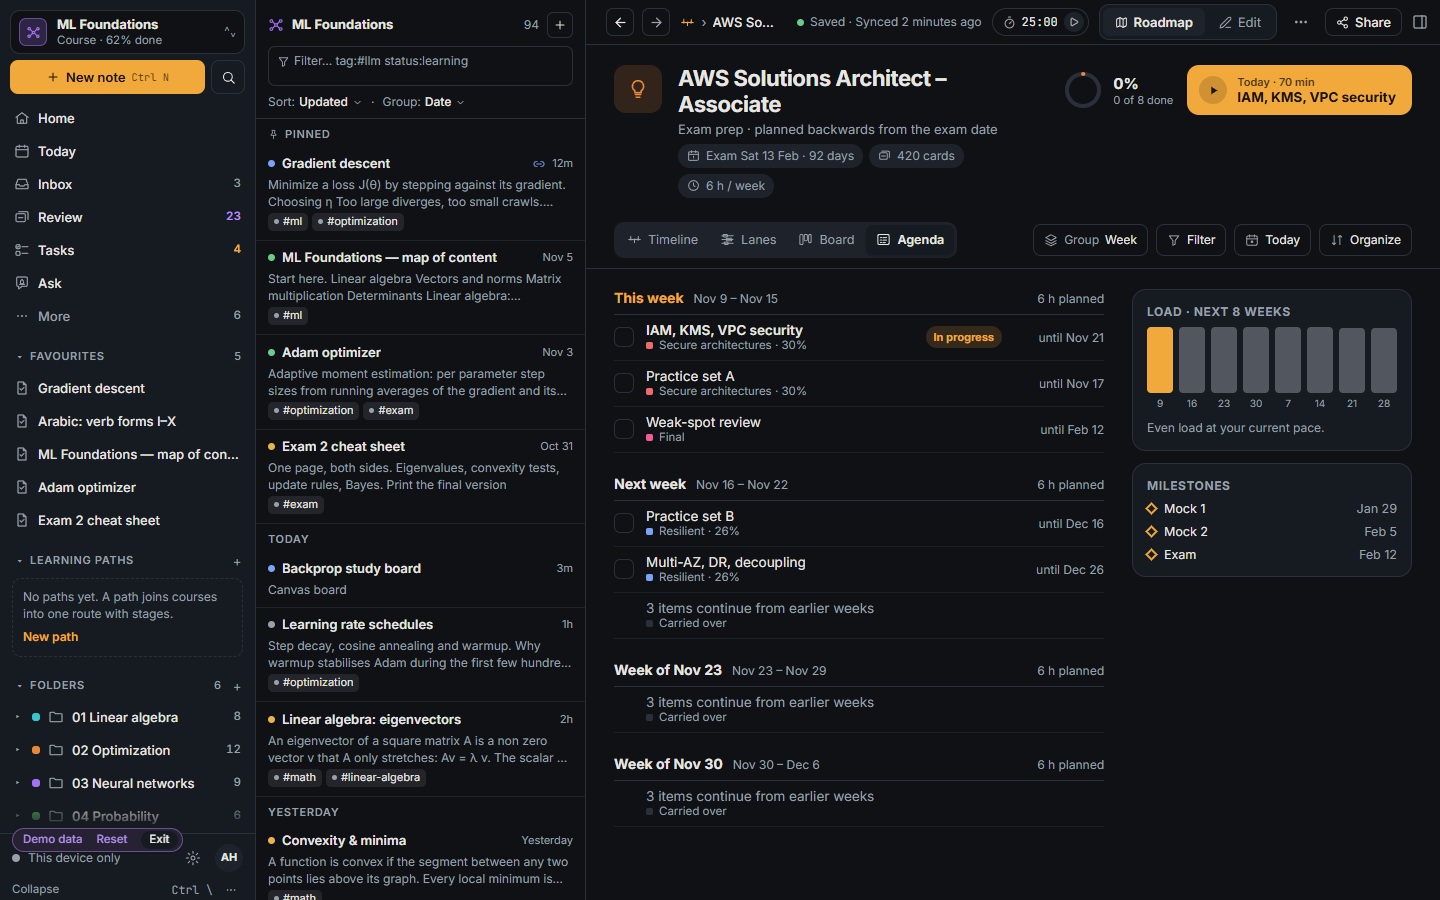 ML Foundations
Course · 62% done
New note Ctrl N
Home
Today
Inbox 3
Review 23
Tasks 4
Ask
More 6
FAVOURITES 5
Gradient descent
Arabic: verb forms I–X
ML Foundations — map of con...
Adam optimizer
Exam 2 cheat sheet
LEARNING PATHS +
No paths yet. A path joins courses
into one route with stages.
New path
FOLDERS 6 +
01 Linear algebra 8
02 Optimization 12
03 Neural networks 9
04 Probability 6
Demo data Reset Exit
This device only AH
Collapse Ctrl \ ...
ML Foundations 94 +
Filter... tag:#llm status:learning
Sort: Updated · Group: Date
PINNED
Gradient descent 12m
Minimize a loss J(θ) by stepping against its gradient.
Choosing η Too large diverges, too small crawls....
#ml #optimization
ML Foundations — map of content Nov 5
Start here. Linear algebra Vectors and norms Matrix
multiplication Determinants Linear algebra:...
#ml
Adam optimizer Nov 3
Adaptive moment estimation: per parameter step
sizes from running averages of the gradient and its...
#optimization #exam
Exam 2 cheat sheet Oct 31
One page, both sides. Eigenvalues, convexity tests,
update rules, Bayes. Print the final version
#exam
TODAY
Backprop study board 3m
Canvas board
Learning rate schedules 1h
Step decay, cosine annealing and warmup. Why
warmup stabilises Adam during the first few hundre...
#optimization
Linear algebra: eigenvectors 2h
An eigenvector of a square matrix A is a non zero
vector v that A only stretches: Av = λ v. The scalar ...
#math #linear-algebra
YESTERDAY
Convexity & minima Yesterday
A function is convex if the segment between any two
points lies above its graph. Every local minimum is...
#math
› AWS So... Saved · Synced 2 minutes ago 25:00 Roadmap Edit ... Share
AWS Solutions Architect –
Associate
Exam prep · planned backwards from the exam date
Exam Sat 13 Feb · 92 days 420 cards
6 h / week
0%
0 of 8 done
Today · 70 min
IAM, KMS, VPC security
Timeline Lanes Board Agenda
Group Week Filter Today Organize
This week Nov 9 – Nov 15 6 h planned
IAM, KMS, VPC security In progress until Nov 21
Secure architectures · 30%
Practice set A until Nov 17
Secure architectures · 30%
Weak-spot review until Feb 12
Final
Next week Nov 16 – Nov 22 6 h planned
Practice set B until Dec 16
Resilient · 26%
Multi-AZ, DR, decoupling until Dec 26
Resilient · 26%
3 items continue from earlier weeks
Carried over
Week of Nov 23 Nov 23 – Nov 29 6 h planned
3 items continue from earlier weeks
Carried over
Week of Nov 30 Nov 30 – Dec 6 6 h planned
3 items continue from earlier weeks
Carried over
LOAD · NEXT 8 WEEKS
9 16 23 30 7 14 21 28
Even load at your current pace.
MILESTONES
Mock 1 Jan 29
Mock 2 Feb 5
Exam Feb 12